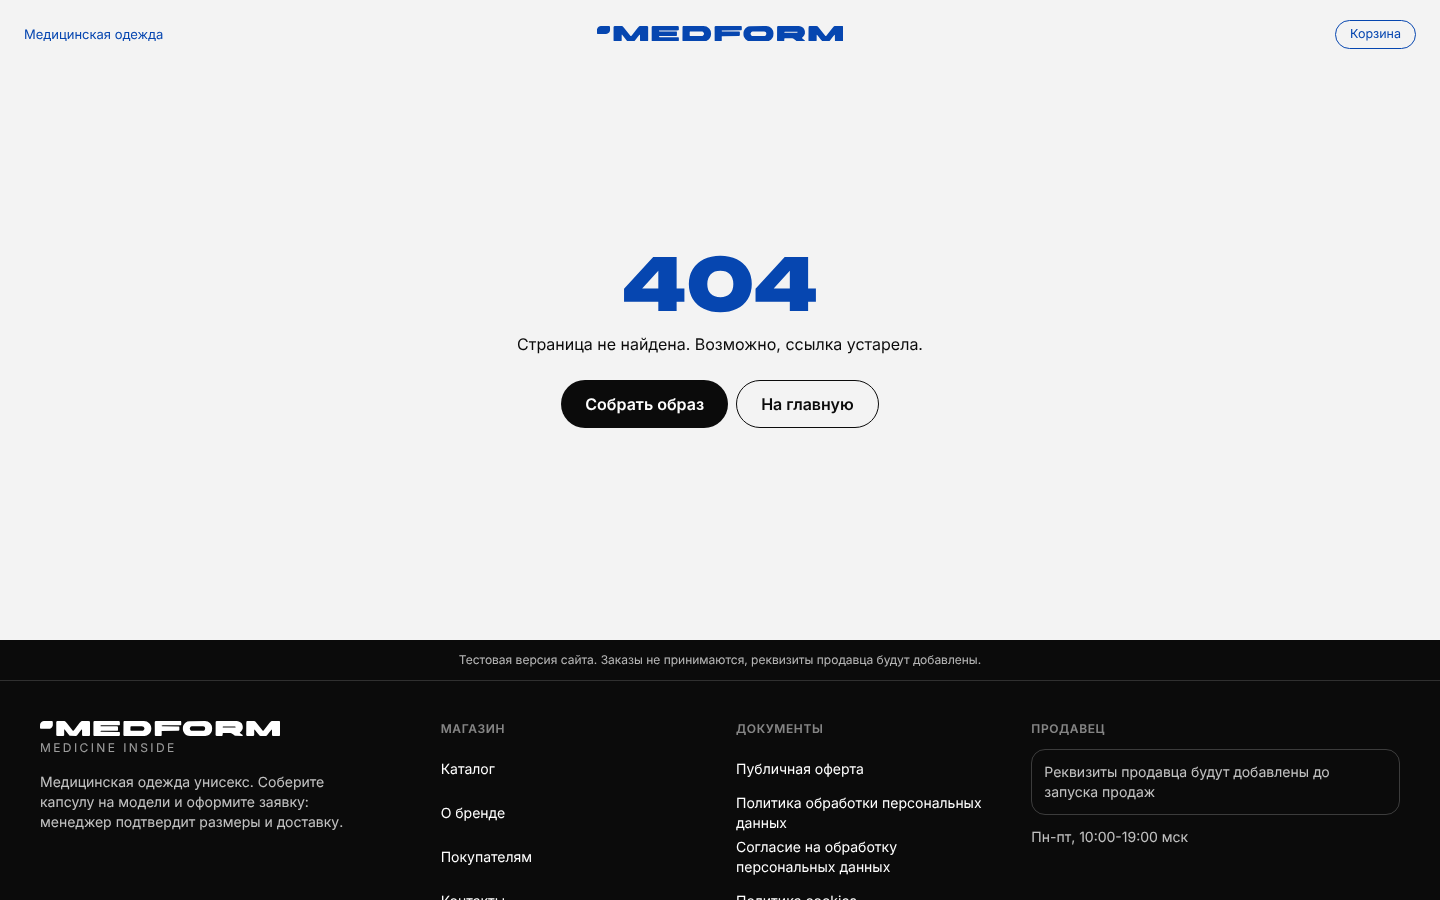 Медицинская одежда
MEDFORM
Корзина
404
Страница не найдена. Возможно, ссылка устарела.
Собрать образ
На главную
Тестовая версия сайта. Заказы не принимаются, реквизиты продавца будут добавлены.
MEDFORM
MEDICINE INSIDE
Медицинская одежда унисекс. Соберите
капсулу на модели и оформите заявку:
менеджер подтвердит размеры и доставку.
МАГАЗИН
Каталог
О бренде
Покупателям
Контакты
ДОКУМЕНТЫ
Публичная оферта
Политика обработки персональных
данных
Согласие на обработку
персональных данных
Политика cookies
ПРОДАВЕЦ
Реквизиты продавца будут добавлены до
запуска продаж
Пн-пт, 10:00-19:00 мск